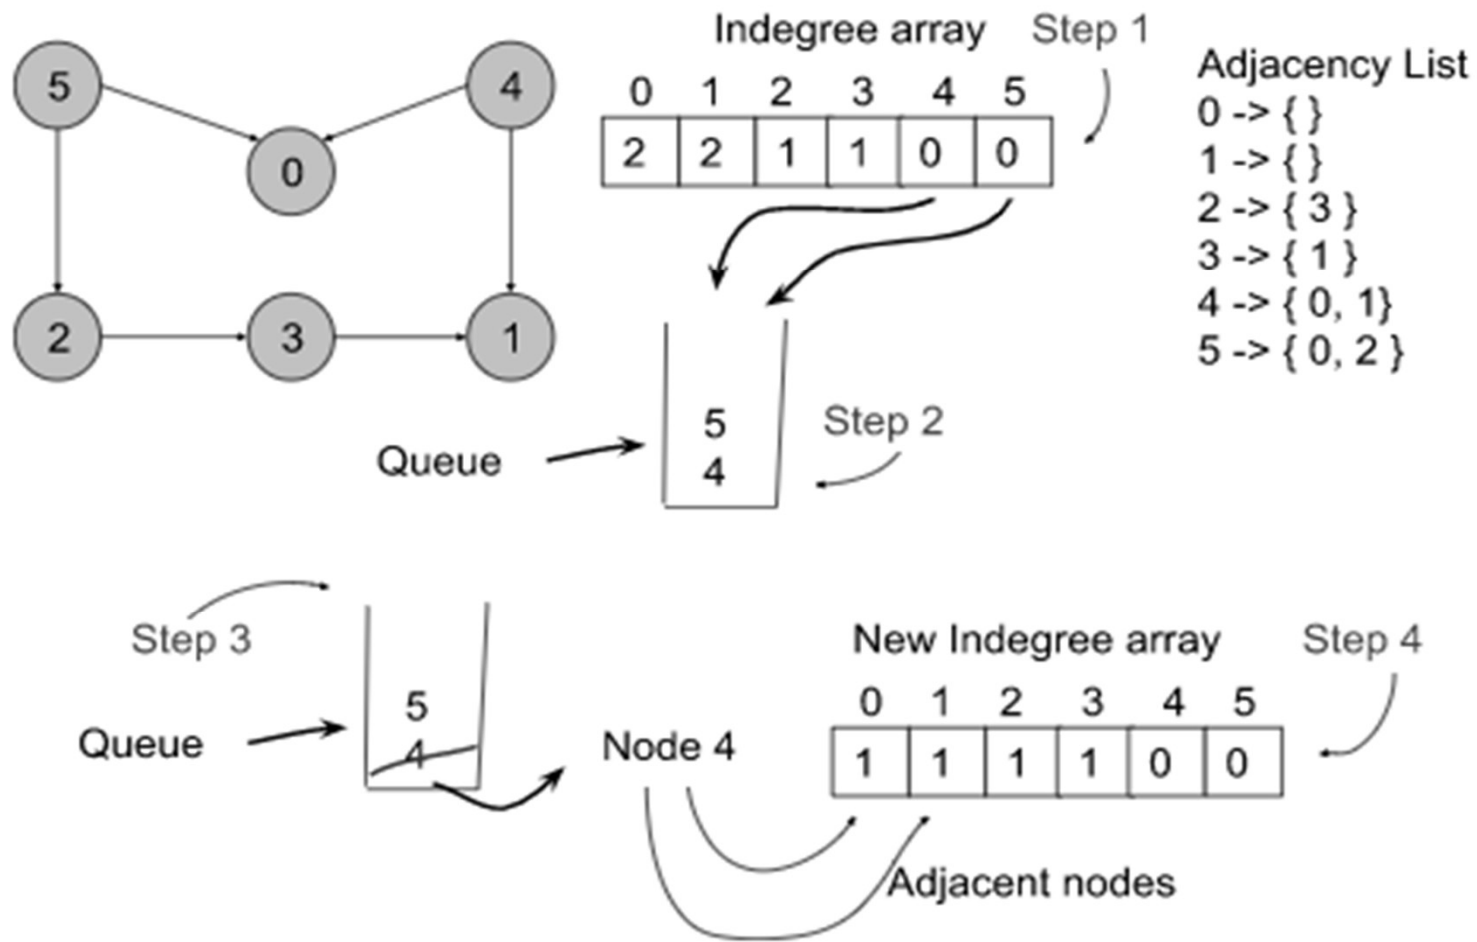 Indegree array Step 1
0 1 2 3 4 5
2 2 1 1 0 0
Adjacency List
0 -> { }
1 -> { }
2 -> { 3 }
3 -> { 1 }
4 -> { 0, 1}
5 -> { 0, 2 }
5 4
0
2 3 1
Queue
5
4
Step 2
Step 3
Queue
5
4
Node 4
New Indegree array Step 4
0 1 2 3 4 5
1 1 1 1 0 0
Adjacent nodes